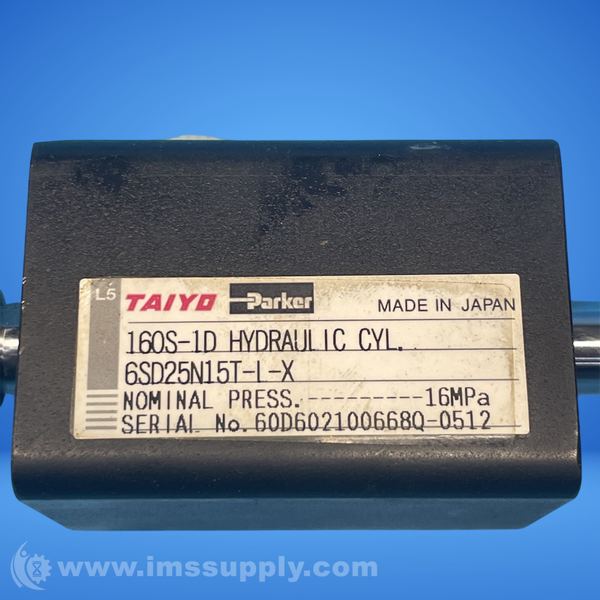 L5 TAIYO Parker MADE IN JAPAN
160S-1D HYDRAULIC CYL.
6SD25N15T-L-X
NOMINAL PRESS.----------16MPa
SERIAL No.60D602100668Q-0512
www.imssupply.com